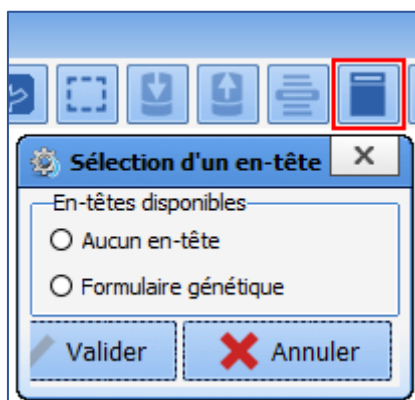 Sélection d'un en-tête
En-têtes disponibles
Aucun en-tête
Formulaire génétique
Valider
Annuler